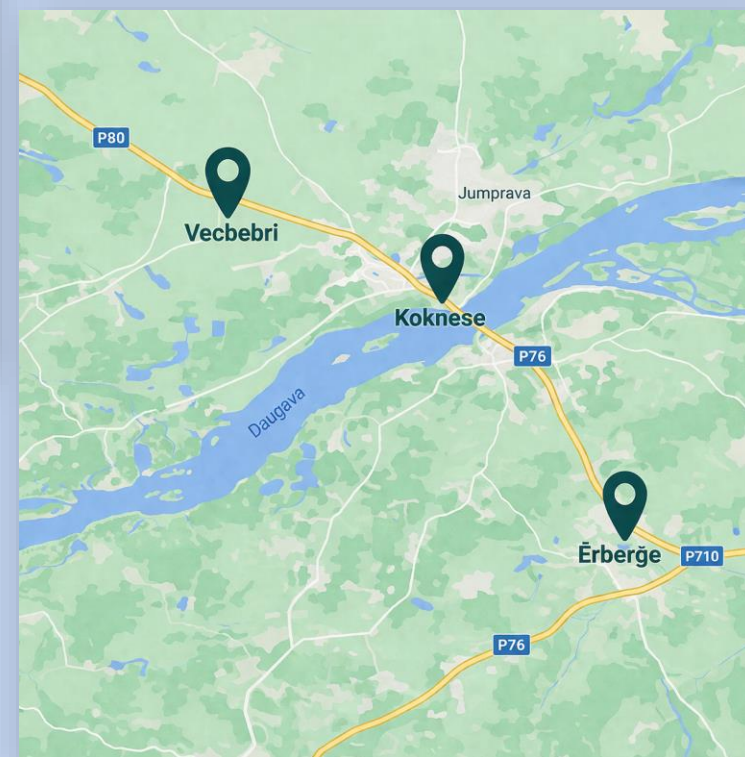 P80
Jumprava
Vecbebri
Koknese
P76
Daugava
Ērberģe
P710
P76